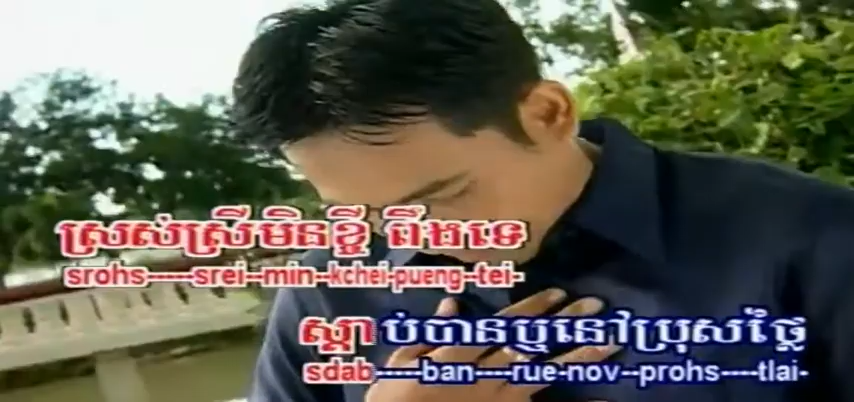 ស្រស់ស្រីមិនខ្ចី ពឹងទេ
srohs-----srei--min--kchei-pueng--tei-
ស្ដាប់បានឬនៅប្រុសថ្លៃ
sdab-----ban----rue-nov--prohs----tlai-